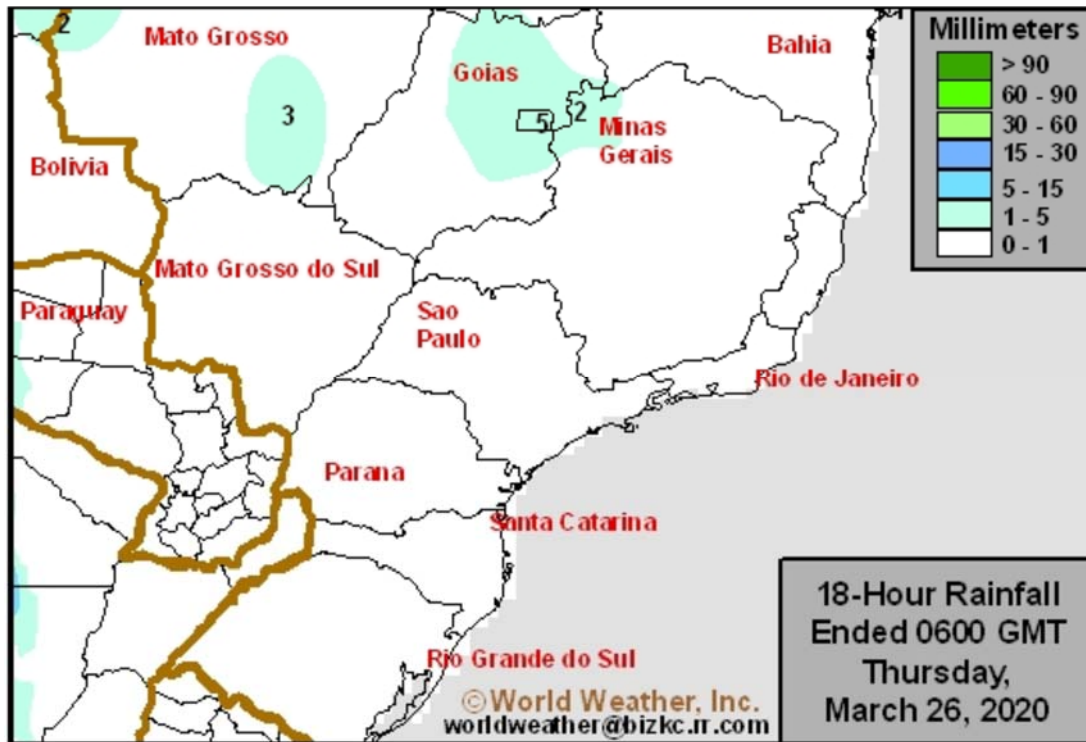 2
Mato Grosso
Goias
Bahia
3
5
2
Minas
Gerais
Bolivia
Mato Grosso do Sul
Paraguay
Sao
Paulo
Rio de Janeiro
Parana
Santa Catarina
Rio Grande do Sul
©World Weather, Inc.
worldweather@bizkc.rr.com
Millimeters
> 90
60 - 90
30 - 60
15 - 30
5 - 15
1 - 5
0 - 1
18-Hour Rainfall
Ended 0600 GMT
Thursday,
March 26, 2020